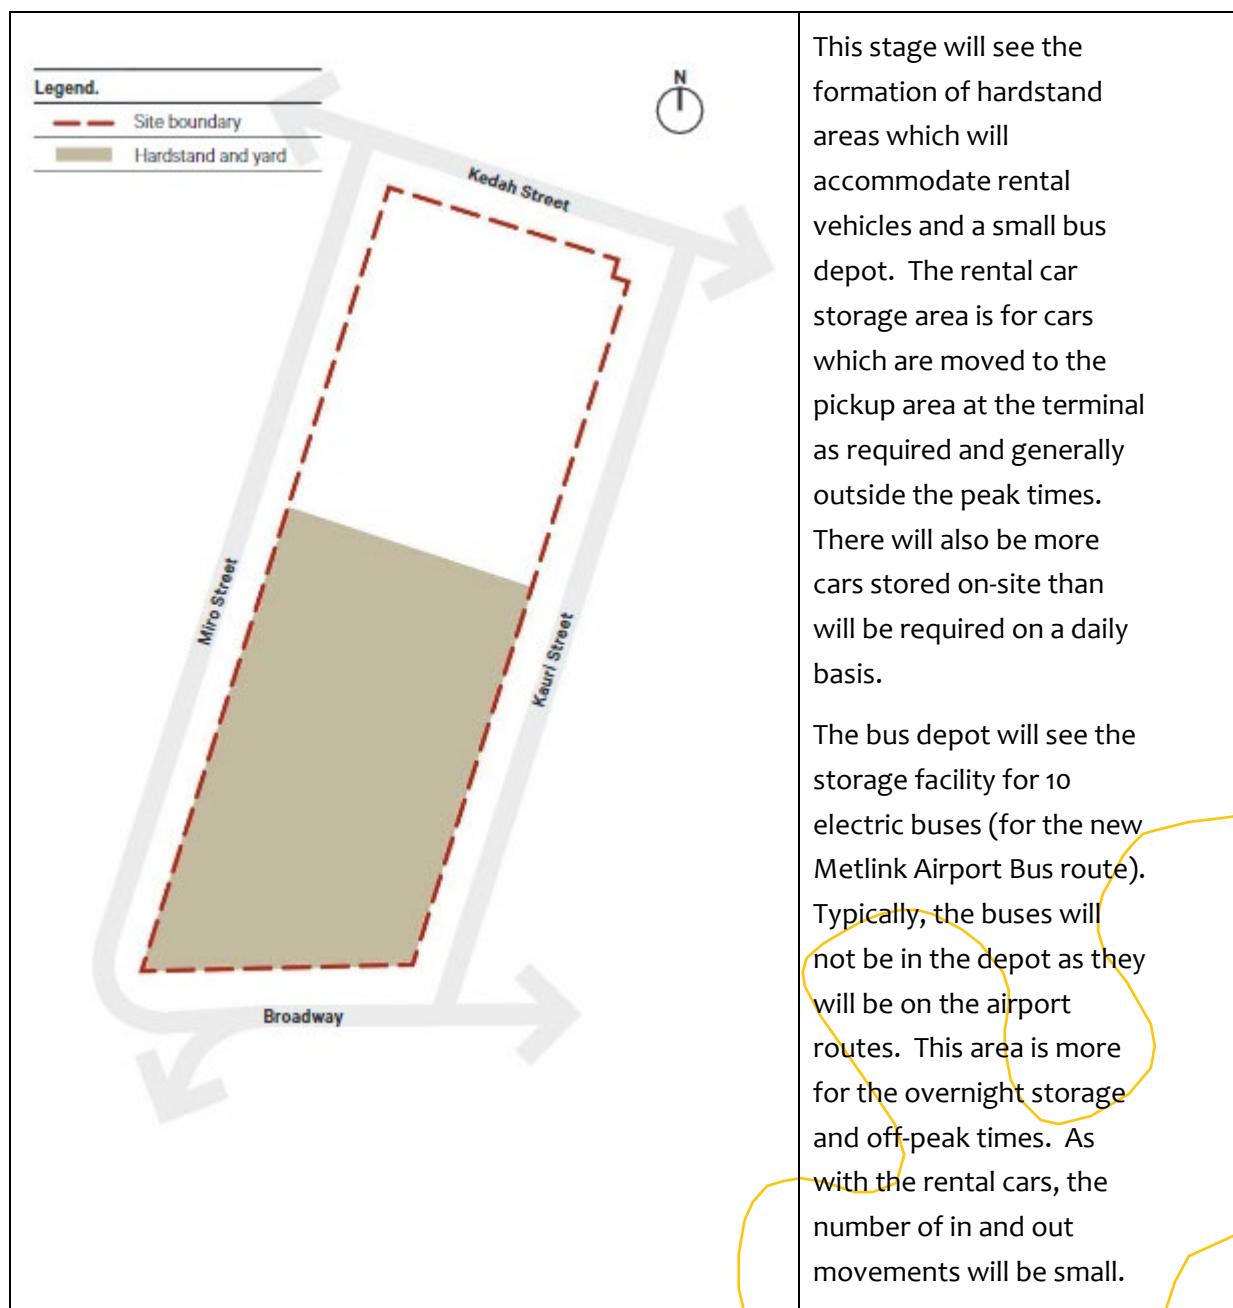 Legend.
Site boundary
Hardstand and yard
N
Kedah Street
Miro Street
Kauri Street
Broadway
This stage will see the
formation of hardstand
areas which will
accommodate rental
vehicles and a small bus
depot.  The rental car
storage area is for cars
which are moved to the
pickup area at the terminal
as required and generally
outside the peak times.
There will also be more
cars stored on-site than
will be required on a daily
basis.
The bus depot will see the
storage facility for 10
electric buses (for the new
Metlink Airport Bus route).
Typically, the buses will
not be in the depot as they
will be on the airport
routes.  This area is more
for the overnight storage
and off-peak times.  As
with the rental cars, the
number of in and out
movements will be small.